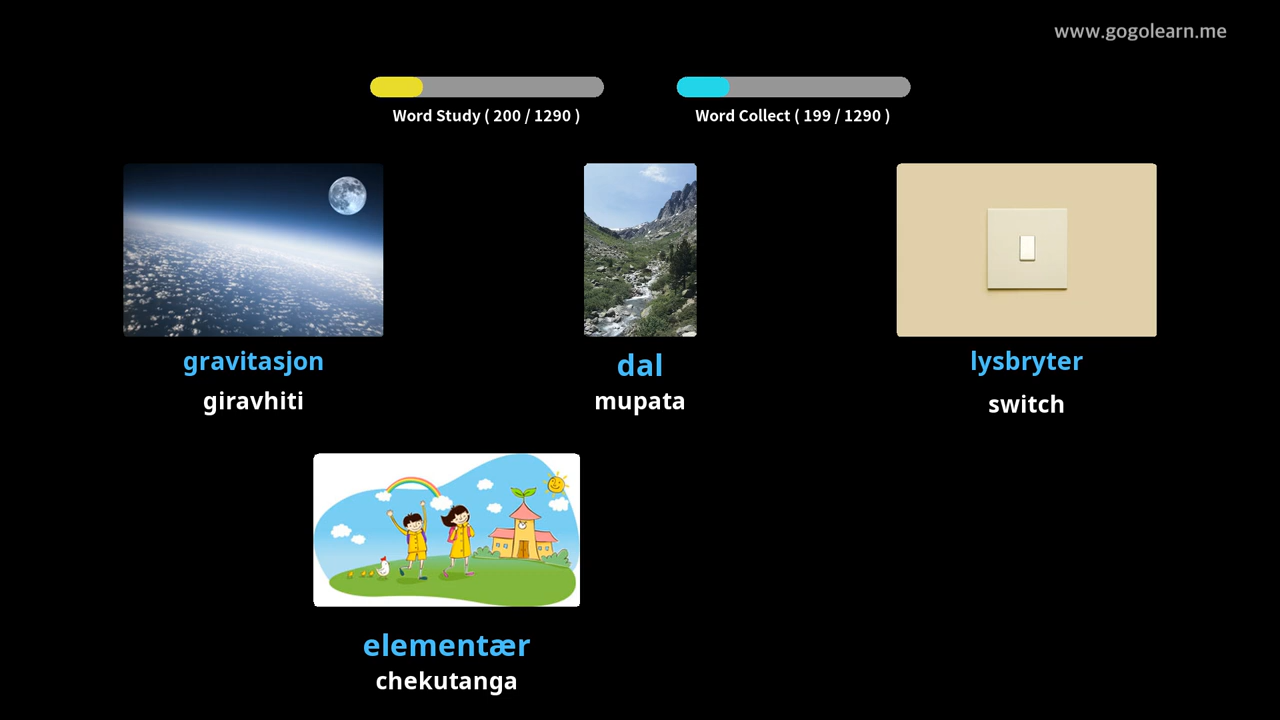 www.gogolearn.me
Word Study ( 200 / 1290 )
Word Collect ( 199 / 1290 )
gravitasjon
giravhiti
dal
mupata
lysbryter
switch
elementær
chekutanga